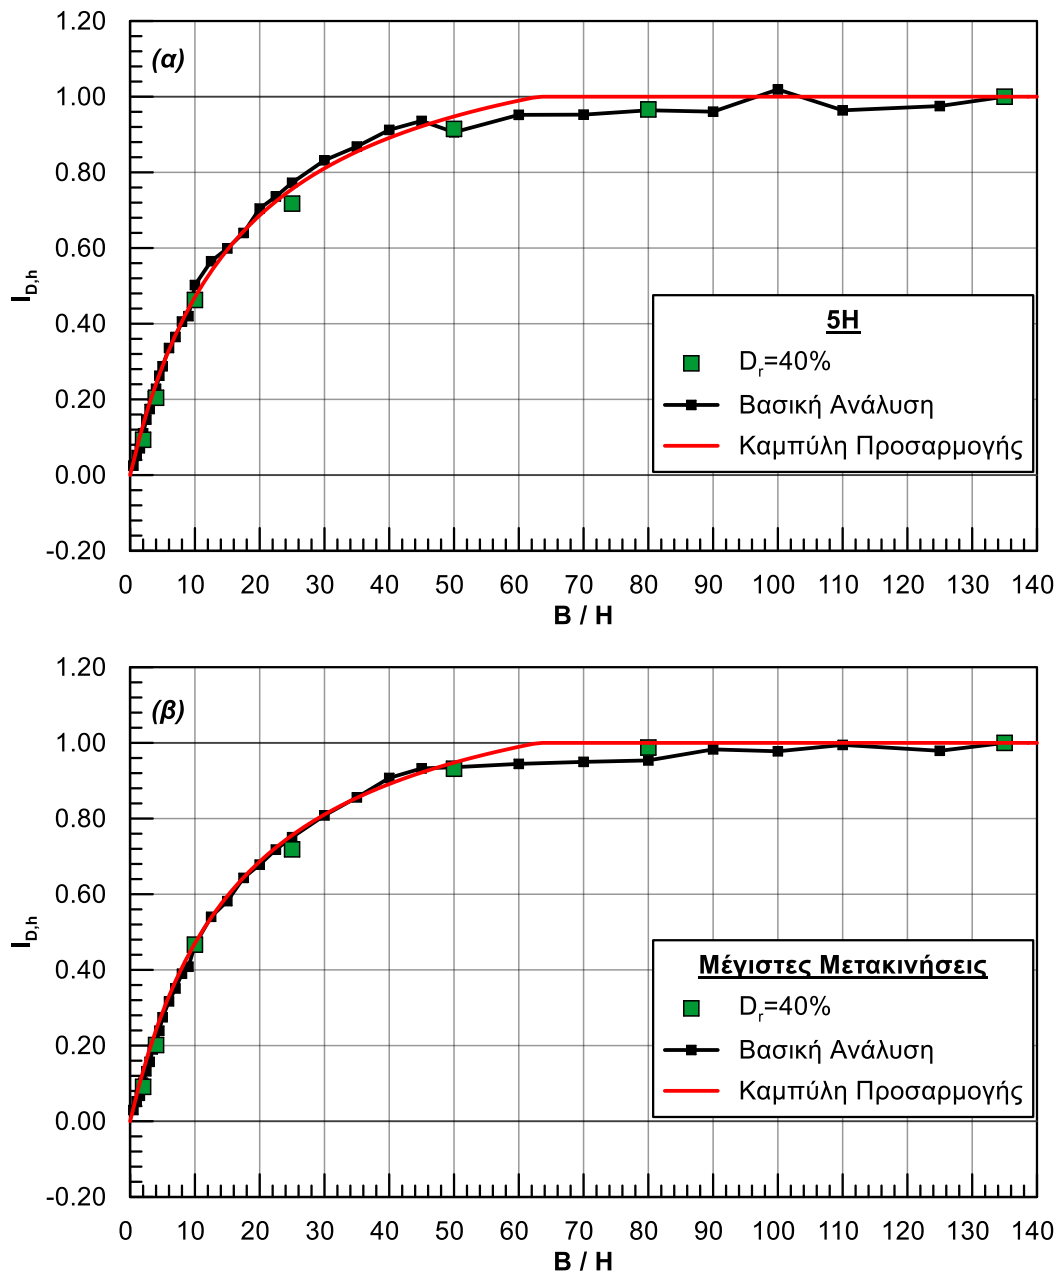 1.20
(α)
1.00
0.80
0.60
I_D,h
0.40
0.20
0.00
-0.20
5H
D_r=40%
Βασική Ανάλυση
Καμπύλη Προσαρμογής
0 10 20 30 40 50 60 70 80 90 100 110 120 130 140
B / H
1.20
(β)
1.00
0.80
0.60
I_D,h
0.40
0.20
0.00
-0.20
Μέγιστες Μετακινήσεις
D_r=40%
Βασική Ανάλυση
Καμπύλη Προσαρμογής
0 10 20 30 40 50 60 70 80 90 100 110 120 130 140
B / H